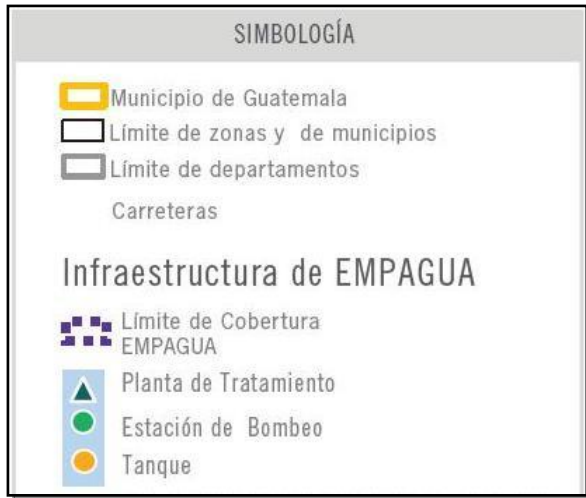 SIMBOLOGÍA
Municipio de Guatemala
Límite de zonas y de municipios
Límite de departamentos
Carreteras
Infraestructura de EMPAGUA
Límite de Cobertura
EMPAGUA
Planta de Tratamiento
Estación de Bombeo
Tanque